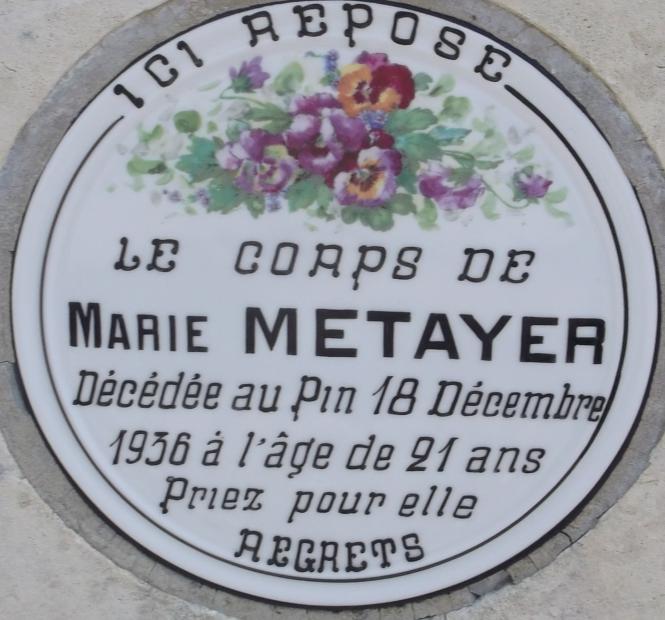 ICI REPOSE
LE CORPS DE
MARIE METAYER
Décédée au Pin 18 Décembre
1936 à l'âge de 21 ans
Priez pour elle
REGRETS